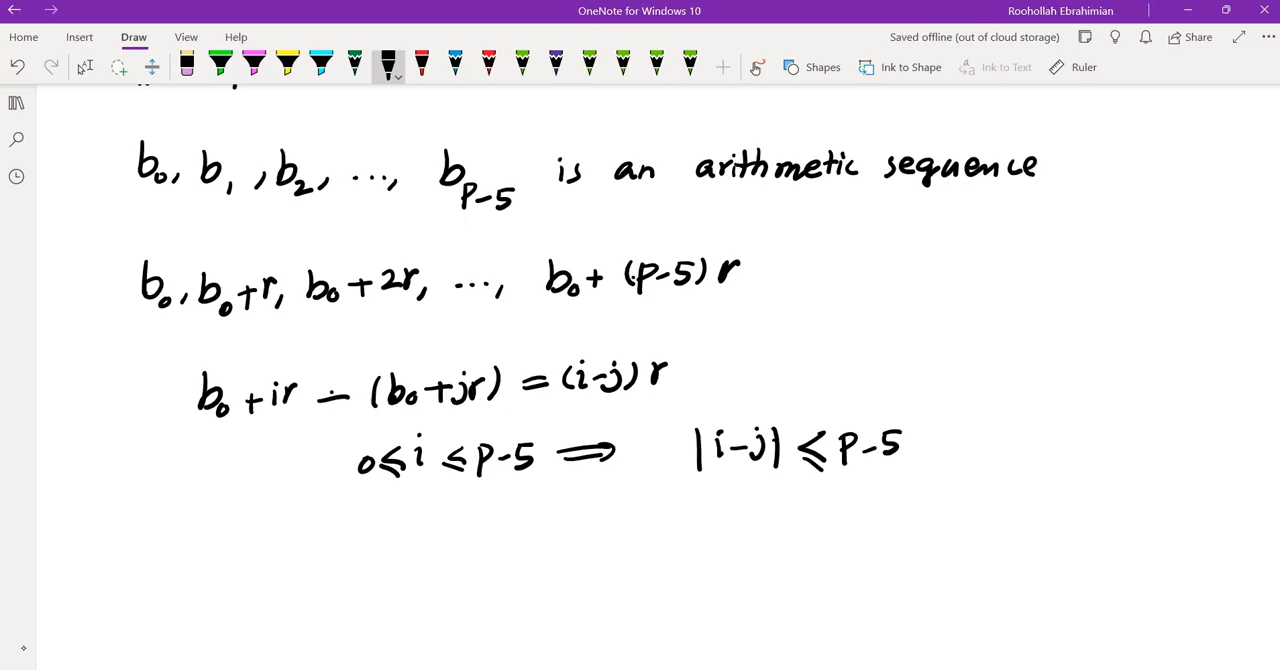 OneNote for Windows 10
Roohollah Ebrahimian
Home Insert Draw View Help
Saved offline (out of cloud storage) Share
Shapes Ink to Shape Ink to Text Ruler
b₀, b₁, b₂, ..., b_{p-5} is an arithmetic sequence
b₀, b₀+r, b₀+2r, ..., b₀+(p-5)r
b₀+ir - (b₀+jr) = (i-j)r
0≤i≤p-5 ⟹ |i-j| ≤ p-5